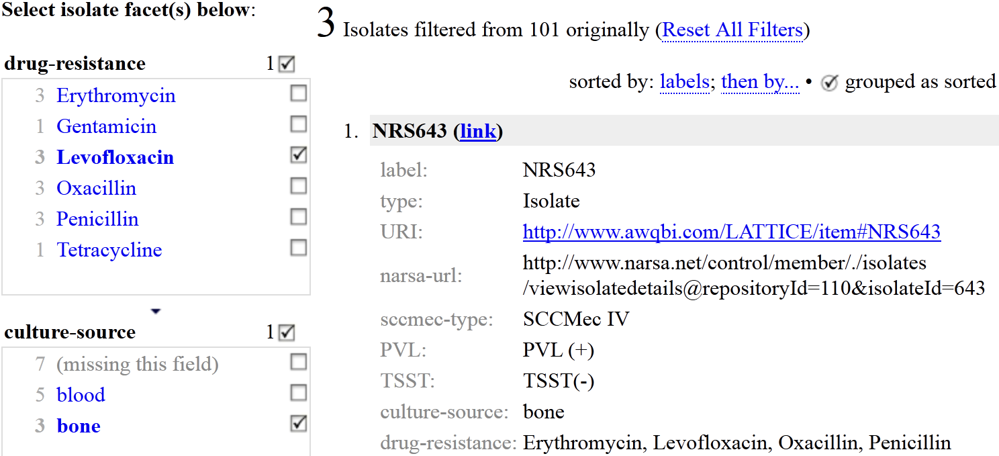 Select isolate facet(s) below:
drug-resistance 1
3 Erythromycin
1 Gentamicin
3 Levofloxacin
3 Oxacillin
3 Penicillin
1 Tetracycline
culture-source 1
7 (missing this field)
5 blood
3 bone
3 Isolates filtered from 101 originally (Reset All Filters)
sorted by: labels; then by... • grouped as sorted
1. NRS643 (link)
label: NRS643
type: Isolate
URI: http://www.awqbi.com/LATTICE/item#NRS643
narsa-url: http://www.narsa.net/control/member/./isolates
/viewisolatedetails@repositoryId=110&isolateId=643
sccmec-type: SCCMec IV
PVL: PVL (+)
TSST: TSST(-)
culture-source: bone
drug-resistance: Erythromycin, Levofloxacin, Oxacillin, Penicillin